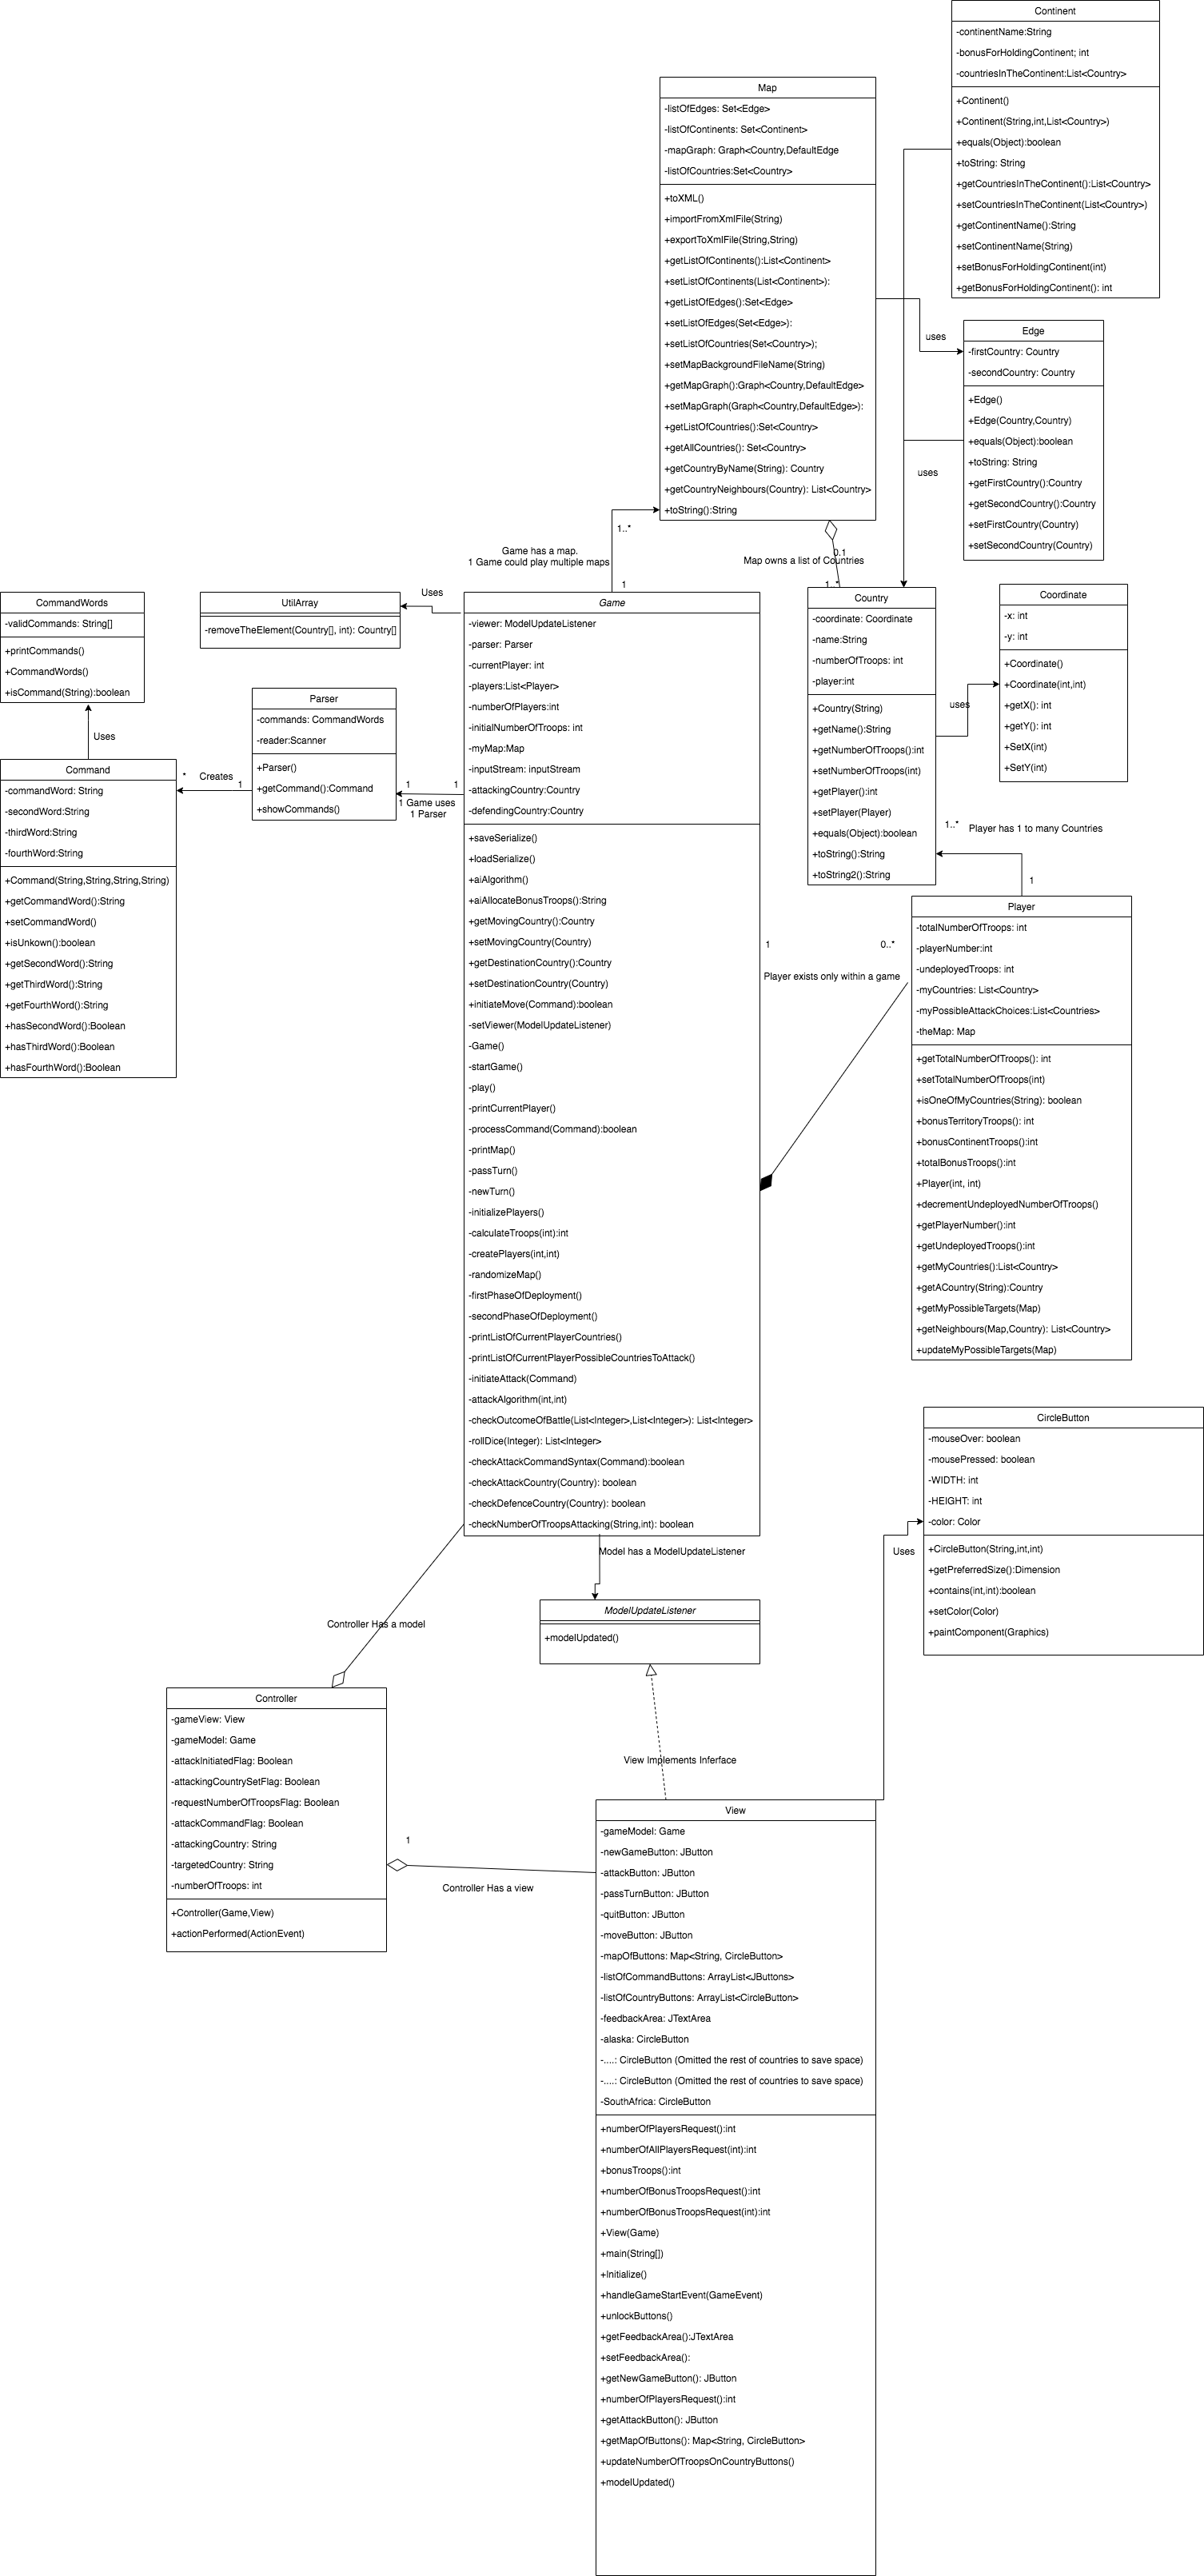 Continent
-continentName:String
-bonusForHoldingContinent; int
-countriesInTheContinent:List<Country>
+Continent()
+Continent(String,int,List<Country>)
+equals(Object):boolean
+toString: String
+getCountriesInTheContinent():List<Country>
+setCountriesInTheContinent(List<Country>)
+getContinentName():String
+setContinentName(String)
+setBonusForHoldingContinent(int)
+getBonusForHoldingContinent(): int
Map
-listOfEdges: Set<Edge>
-listOfContinents: Set<Continent>
-mapGraph: Graph<Country,DefaultEdge
-listOfCountries:Set<Country>
+toXML()
+importFromXmlFile(String)
+exportToXmlFile(String,String)
+getListOfContinents():List<Continent>
+setListOfContinents(List<Continent>):
+getListOfEdges():Set<Edge>
+setListOfEdges(Set<Edge>):
+setListOfCountries(Set<Country>);
+setMapBackgroundFileName(String)
+getMapGraph():Graph<Country,DefaultEdge>
+setMapGraph(Graph<Country,DefaultEdge>):
+getListOfCountries():Set<Country>
+getAllCountries(): Set<Country>
+getCountryByName(String): Country
+getCountryNeighbours(Country): List<Country>
+toString():String
uses
Edge
-firstCountry: Country
-secondCountry: Country
+Edge()
+Edge(Country,Country)
+equals(Object):boolean
+toString: String
+getFirstCountry():Country
+getSecondCountry():Country
+setFirstCountry(Country)
+setSecondCountry(Country)
uses
1..*
Game has a map.
1 Game could play multiple maps
1
0.1
Map owns a list of Countries
1..*
CommandWords
-validCommands: String[]
+printCommands()
+CommandWords()
+isCommand(String):boolean
UtilArray
-removeTheElement(Country[], int): Country[]
Uses
Game
-viewer: ModelUpdateListener
-parser: Parser
-currentPlayer: int
-players:List<Player>
-numberOfPlayers:int
-initialNumberOfTroops: int
-myMap:Map
-inputStream: inputStream
-attackingCountry:Country
-defendingCountry:Country
+saveSerialize()
+loadSerialize()
+aiAlgorithm()
+aiAllocateBonusTroops():String
+getMovingCountry():Country
+setMovingCountry(Country)
+getDestinationCountry():Country
+setDestinationCountry(Country)
+initiateMove(Command):boolean
-setViewer(ModelUpdateListener)
-Game()
-startGame()
-play()
-printCurrentPlayer()
-processCommand(Command):boolean
-printMap()
-passTurn()
-newTurn()
-initializePlayers()
-calculateTroops(int):int
-createPlayers(int,int)
-randomizeMap()
-firstPhaseOfDeployment()
-secondPhaseOfDeployment()
-printListOfCurrentPlayerCountries()
-printListOfCurrentPlayerPossibleCountriesToAttack()
-initiateAttack(Command)
-attackAlgorithm(int,int)
-checkOutcomeOfBattle(List<Integer>,List<Integer>): List<Integer>
-rollDice(Integer): List<Integer>
-checkAttackCommandSyntax(Command):boolean
-checkAttackCountry(Country): boolean
-checkDefenceCountry(Country): boolean
-checkNumberOfTroopsAttacking(String,int): boolean
Country
-coordinate: Coordinate
-name:String
-numberOfTroops: int
-player:int
+Country(String)
+getName():String
+getNumberOfTroops():int
+setNumberOfTroops(int)
+getPlayer():int
+setPlayer(Player)
+equals(Object):boolean
+toString():String
+toString2():String
uses
Coordinate
-x: int
-y: int
+Coordinate()
+Coordinate(int,int)
+getX(): int
+getY(): int
+SetX(int)
+SetY(int)
Uses
Parser
-commands: CommandWords
-reader:Scanner
+Parser()
+getCommand():Command
+showCommands()
*
Creates
1
1
1
1 Game uses
1 Parser
Command
-commandWord: String
-secondWord:String
-thirdWord:String
-fourthWord:String
+Command(String,String,String,String)
+getCommandWord():String
+setCommandWord()
+isUnkown():boolean
+getSecondWord():String
+getThirdWord():String
+getFourthWord():String
+hasSecondWord():Boolean
+hasThirdWord():Boolean
+hasFourthWord():Boolean
1..*
Player has 1 to many Countries
1
Player
-totalNumberOfTroops: int
-playerNumber:int
-undeployedTroops: int
-myCountries: List<Country>
-myPossibleAttackChoices:List<Countries>
-theMap: Map
+getTotalNumberOfTroops(): int
+setTotalNumberOfTroops(int)
+isOneOfMyCountries(String): boolean
+bonusTerritoryTroops(): int
+bonusContinentTroops():int
+totalBonusTroops():int
+Player(int, int)
+decrementUndeployedNumberOfTroops()
+getPlayerNumber():int
+getUndeployedTroops():int
+getMyCountries():List<Country>
+getACountry(String):Country
+getMyPossibleTargets(Map)
+getNeighbours(Map,Country): List<Country>
+updateMyPossibleTargets(Map)
1
0..*
Player exists only within a game
CircleButton
-mouseOver: boolean
-mousePressed: boolean
-WIDTH: int
-HEIGHT: int
-color: Color
+CircleButton(String,int,int)
+getPreferredSize():Dimension
+contains(int,int):boolean
+setColor(Color)
+paintComponent(Graphics)
Uses
Model has a ModelUpdateListener
ModelUpdateListener
+modelUpdated()
Controller Has a model
Controller
-gameView: View
-gameModel: Game
-attackInitiatedFlag: Boolean
-attackingCountrySetFlag: Boolean
-requestNumberOfTroopsFlag: Boolean
-attackCommandFlag: Boolean
-attackingCountry: String
-targetedCountry: String
-numberOfTroops: int
+Controller(Game,View)
+actionPerformed(ActionEvent)
View Implements Inferface
1
Controller Has a view
View
-gameModel: Game
-newGameButton: JButton
-attackButton: JButton
-passTurnButton: JButton
-quitButton: JButton
-moveButton: JButton
-mapOfButtons: Map<String, CircleButton>
-listOfCommandButtons: ArrayList<JButtons>
-listOfCountryButtons: ArrayList<CircleButton>
-feedbackArea: JTextArea
-alaska: CircleButton
-....: CircleButton (Omitted the rest of countries to save space)
-....: CircleButton (Omitted the rest of countries to save space)
-SouthAfrica: CircleButton
+numberOfPlayersRequest():int
+numberOfAllPlayersRequest(int):int
+bonusTroops():int
+numberOfBonusTroopsRequest():int
+numberOfBonusTroopsRequest(int):int
+View(Game)
+main(String[])
+Initialize()
+handleGameStartEvent(GameEvent)
+unlockButtons()
+getFeedbackArea():JTextArea
+setFeedbackArea():
+getNewGameButton(): JButton
+numberOfPlayersRequest():int
+getAttackButton(): JButton
+getMapOfButtons(): Map<String, CircleButton>
+updateNumberOfTroopsOnCountryButtons()
+modelUpdated()